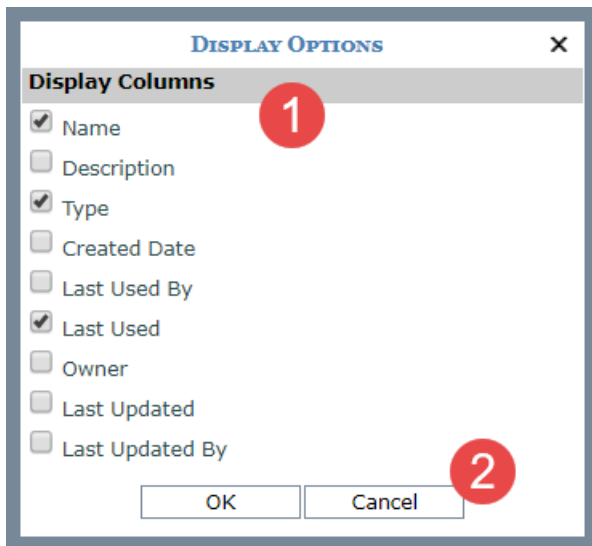 Display Options
Display Columns
1
Name
Description
Type
Created Date
Last Used By
Last Used
Owner
Last Updated
Last Updated By
2
OK Cancel